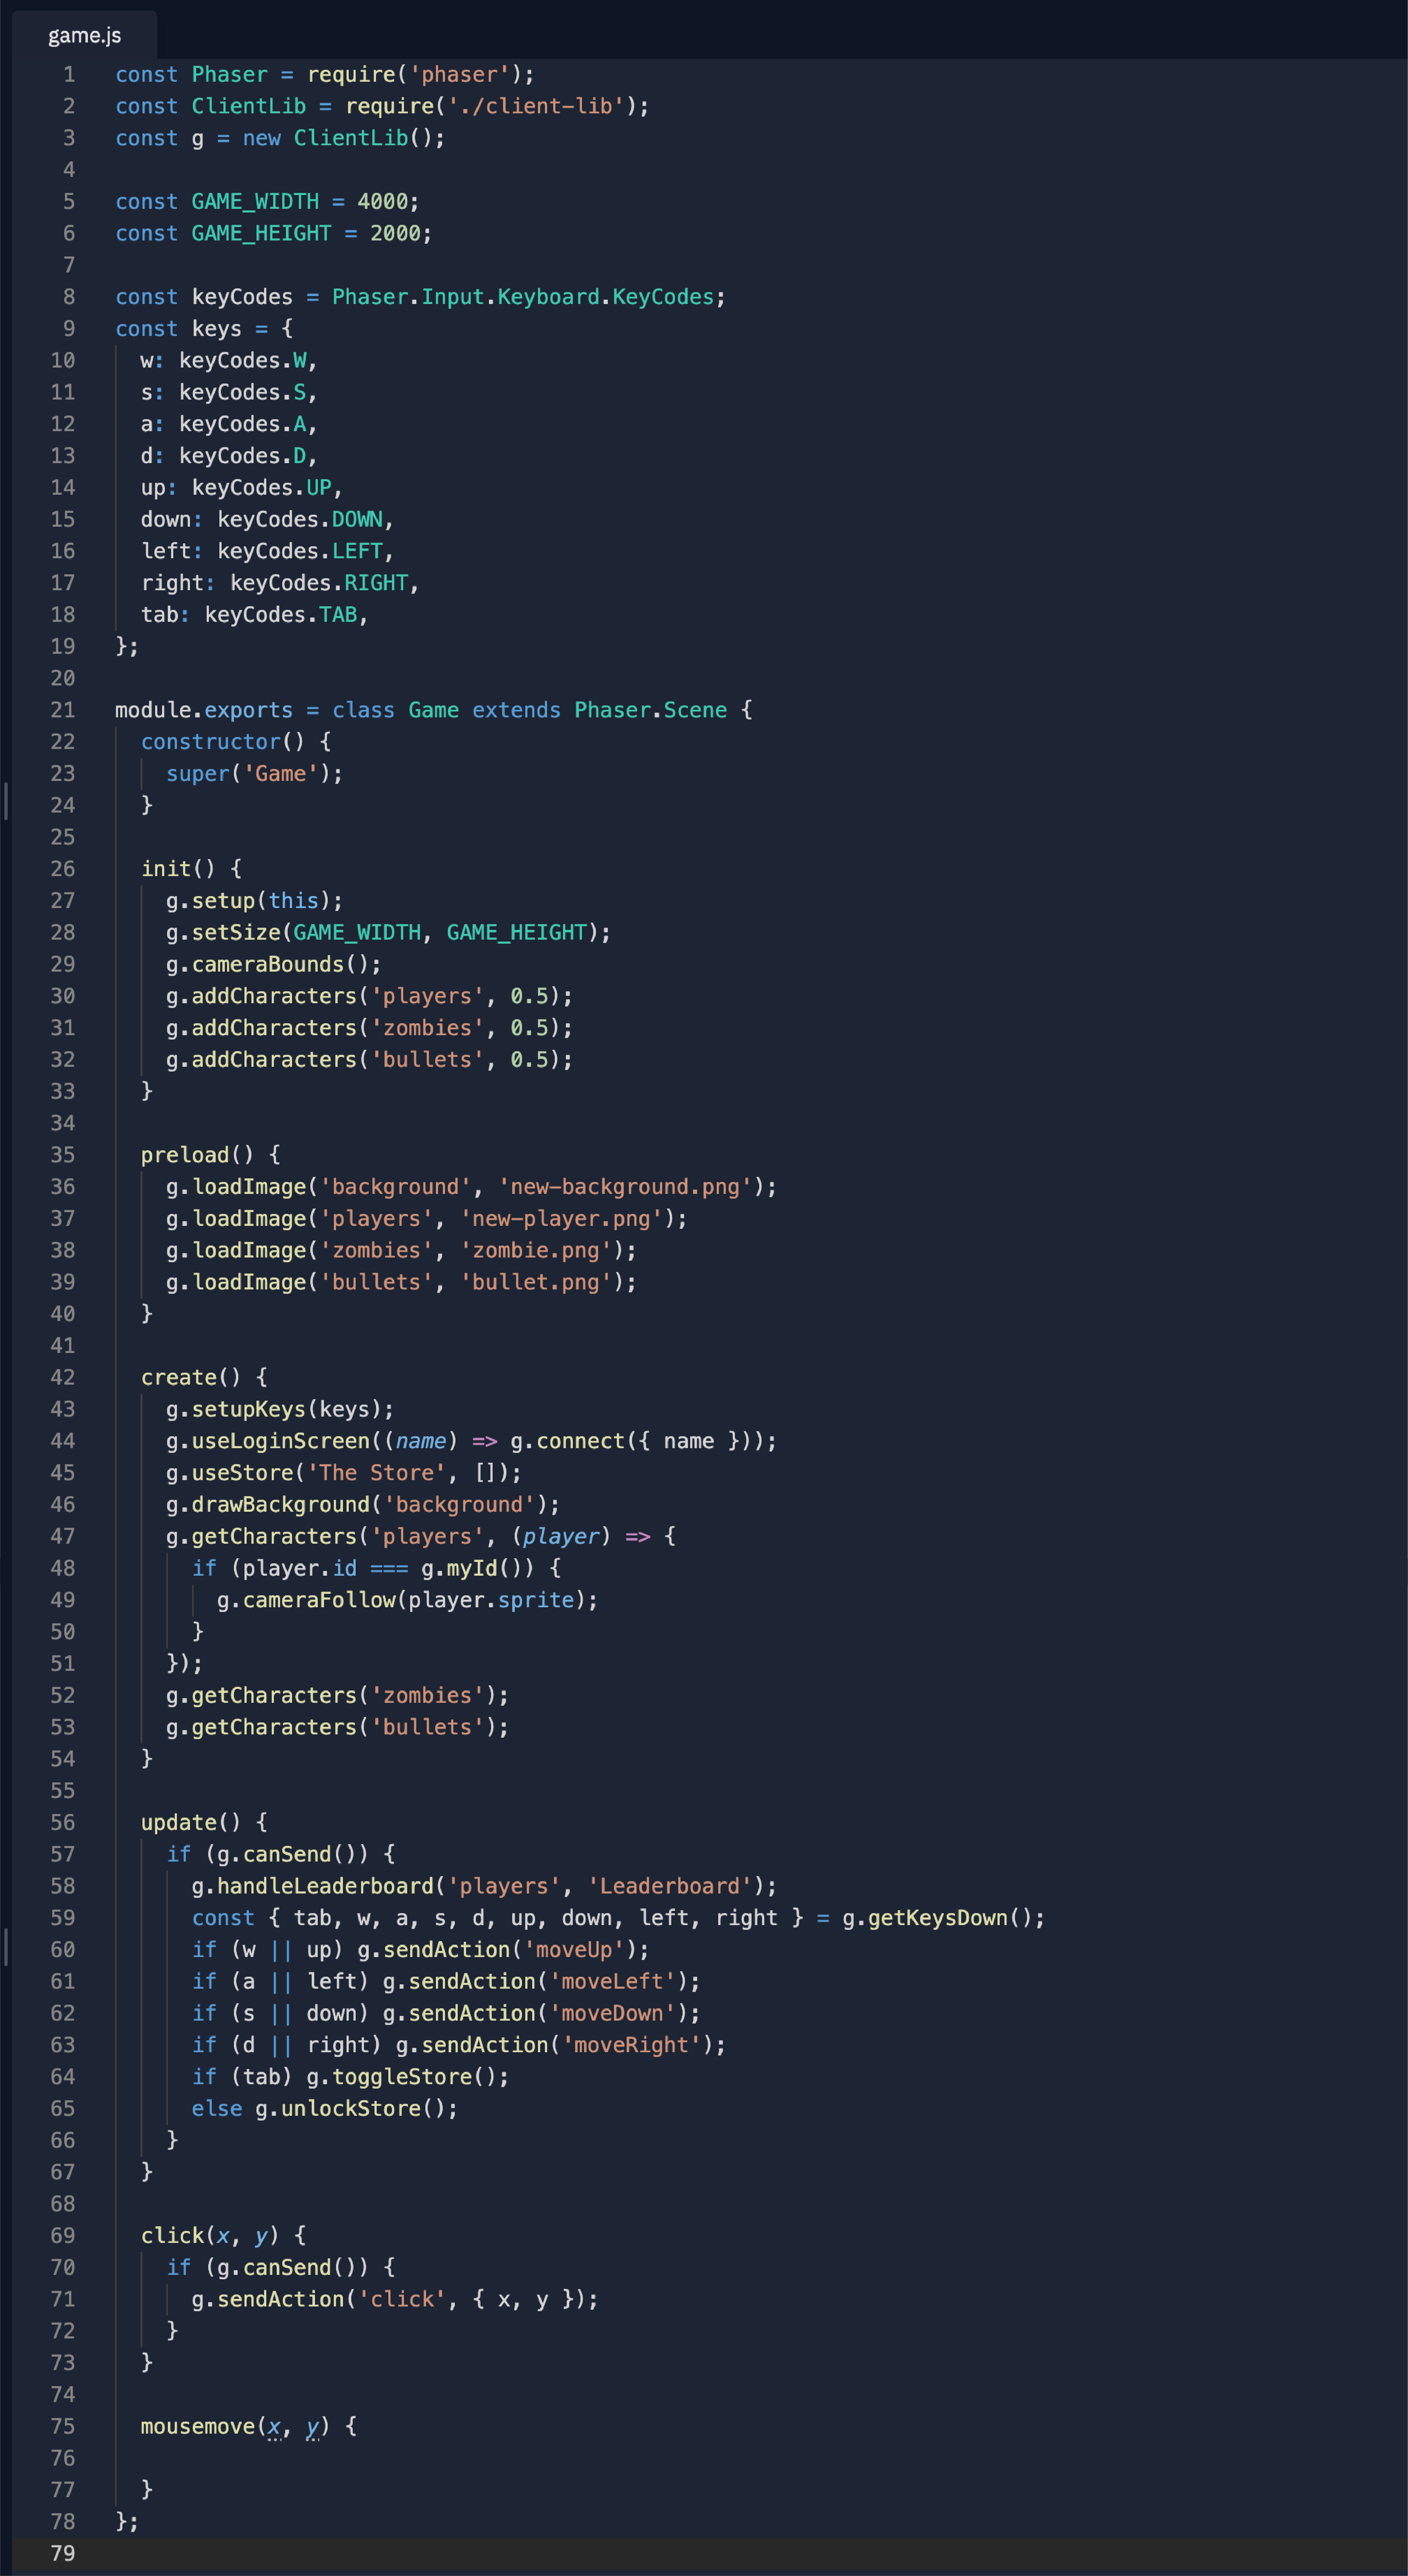 game.js
1 const Phaser = require('phaser');
2 const ClientLib = require('./client-lib');
3 const g = new ClientLib();
4
5 const GAME_WIDTH = 4000;
6 const GAME_HEIGHT = 2000;
7
8 const keyCodes = Phaser.Input.Keyboard.KeyCodes;
9 const keys = {
10   w: keyCodes.W,
11   s: keyCodes.S,
12   a: keyCodes.A,
13   d: keyCodes.D,
14   up: keyCodes.UP,
15   down: keyCodes.DOWN,
16   left: keyCodes.LEFT,
17   right: keyCodes.RIGHT,
18   tab: keyCodes.TAB,
19 };
20
21 module.exports = class Game extends Phaser.Scene {
22   constructor() {
23     super('Game');
24   }
25
26   init() {
27     g.setup(this);
28     g.setSize(GAME_WIDTH, GAME_HEIGHT);
29     g.cameraBounds();
30     g.addCharacters('players', 0.5);
31     g.addCharacters('zombies', 0.5);
32     g.addCharacters('bullets', 0.5);
33   }
34
35   preload() {
36     g.loadImage('background', 'new-background.png');
37     g.loadImage('players', 'new-player.png');
38     g.loadImage('zombies', 'zombie.png');
39     g.loadImage('bullets', 'bullet.png');
40   }
41
42   create() {
43     g.setupKeys(keys);
44     g.useLoginScreen((name) => g.connect({ name }));
45     g.useStore('The Store', []);
46     g.drawBackground('background');
47     g.getCharacters('players', (player) => {
48       if (player.id === g.myId()) {
49         g.cameraFollow(player.sprite);
50       }
51     });
52     g.getCharacters('zombies');
53     g.getCharacters('bullets');
54   }
55
56   update() {
57     if (g.canSend()) {
58       g.handleLeaderboard('players', 'Leaderboard');
59       const { tab, w, a, s, d, up, down, left, right } = g.getKeysDown();
60       if (w || up) g.sendAction('moveUp');
61       if (a || left) g.sendAction('moveLeft');
62       if (s || down) g.sendAction('moveDown');
63       if (d || right) g.sendAction('moveRight');
64       if (tab) g.toggleStore();
65       else g.unlockStore();
66     }
67   }
68
69   click(x, y) {
70     if (g.canSend()) {
71       g.sendAction('click', { x, y });
72     }
73   }
74
75   mousemove(x, y) {
76
77   }
78 };
79